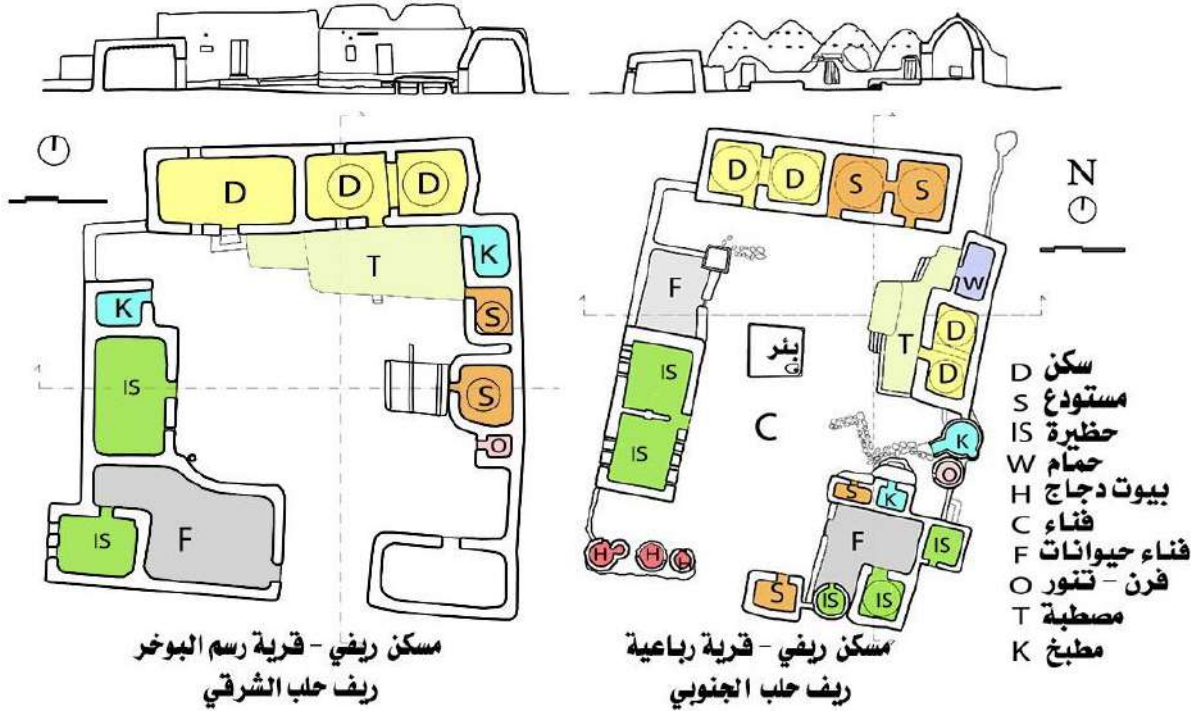 D D D
K
T
K
S
IS
S
O
F
IS
D D S S
N
F
W
D
T
بئر
D
IS
C
K
IS
O
S K
F
IS
H H H
S IS IS
D سكن
S مستودع
IS حظيرة
W حمام
H بيوت دجاج
C فناء
F فناء حيوانات
O فرن - تنور
T مصطبة
K مطبخ
مسكن ريفي - قرية رسم البوخر
ريف حلب الشرقي
مسكن ريفي - قرية رباعية
ريف حلب الجنوبي